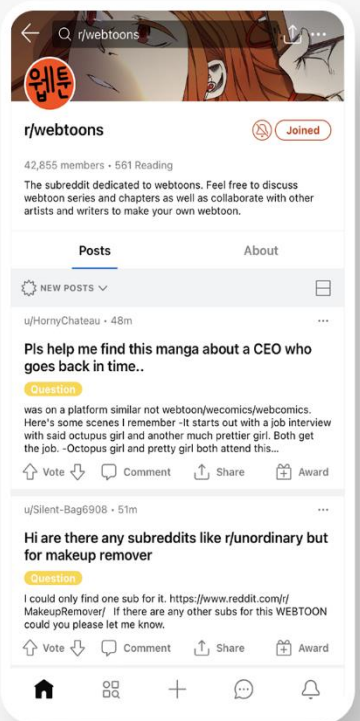 r/webtoons
웹툰
r/webtoons
Joined
42,855 members • 561 Reading
The subreddit dedicated to webtoons. Feel free to discuss
webtoon series and chapters as well as collaborate with other
artists and writers to make your own webtoon.
Posts
About
NEW POSTS
u/HornyChateau • 48m
Pls help me find this manga about a CEO who
goes back in time..
Question
was on a platform similar not webtoon/wecomics/webcomics.
Here's some scenes I remember -It starts out with a job interview
with said octupus girl and another much prettier girl. Both get
the job. -Octopus girl and pretty girl both attend this...
Vote Comment Share Award
u/Silent-Bag6908 • 51m
Hi are there any subreddits like r/unordinary but
for makeup remover
Question
I could only find one sub for it. https://www.reddit.com/r/
MakeupRemover/ If there are any other subs for this WEBTOON
could you please let me know.
Vote Comment Share Award